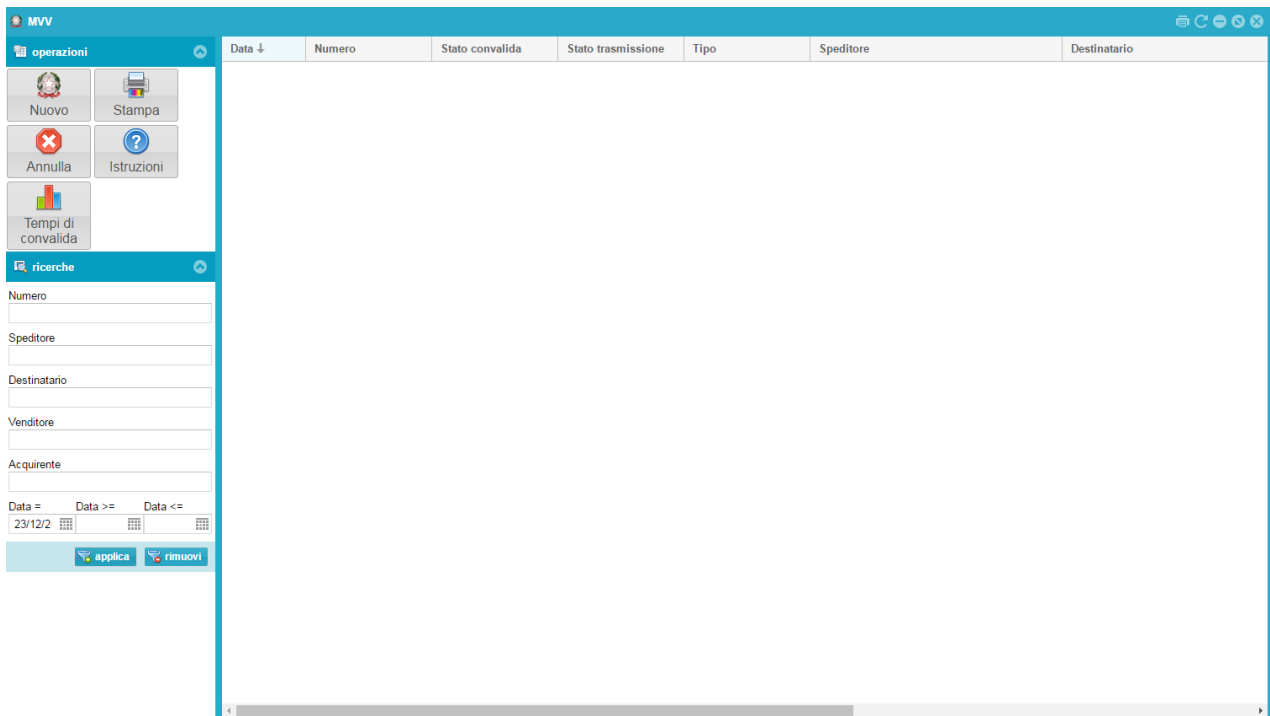 MVV
operazioni
Data Numero Stato convalida Stato trasmissione Tipo Speditore Destinatario
Nuovo Stampa
Annulla Istruzioni
Tempi di
convalida
ricerche
Numero
Speditore
Destinatario
Venditore
Acquirente
Data = Data >= Data <=
23/12/2
applica rimuovi